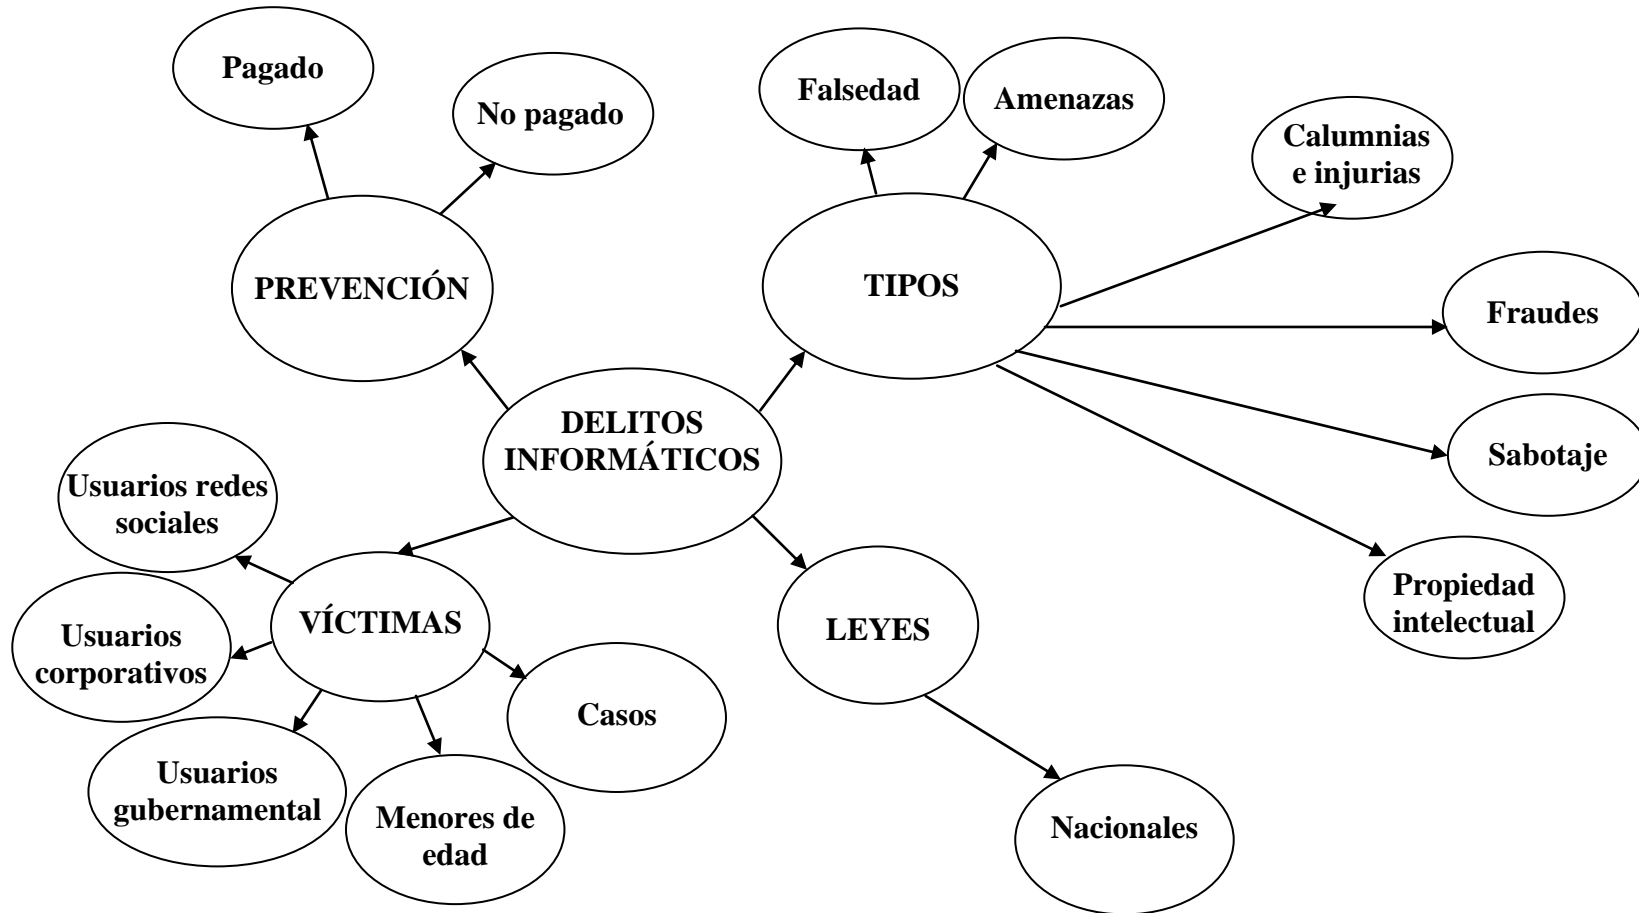 Pagado
No pagado
Falsedad
Amenazas
Calumnias
e injurias
PREVENCIÓN
TIPOS
Fraudes
DELITOS
INFORMÁTICOS
Sabotaje
Usuarios redes
sociales
Propiedad
intelectual
VÍCTIMAS
LEYES
Usuarios
corporativos
Casos
Usuarios
gubernamental
Menores de
edad
Nacionales